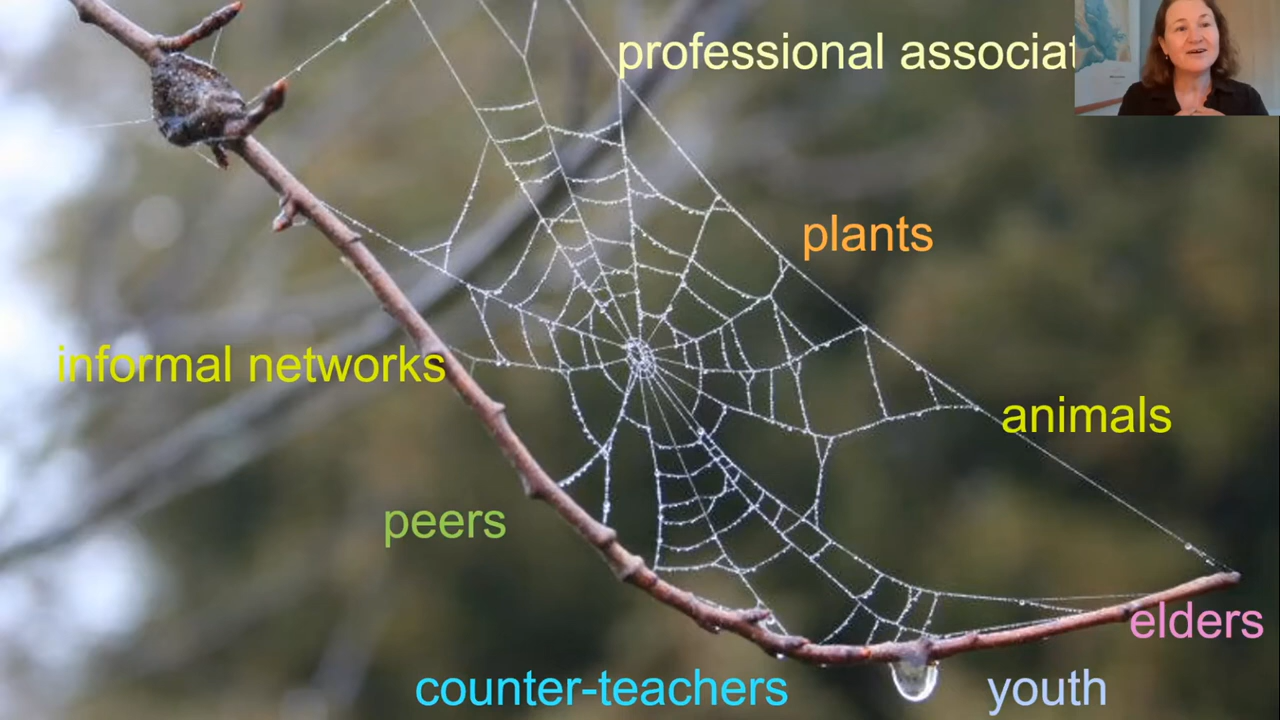 professional associat
plants
informal networks
animals
peers
elders
counter-teachers
youth